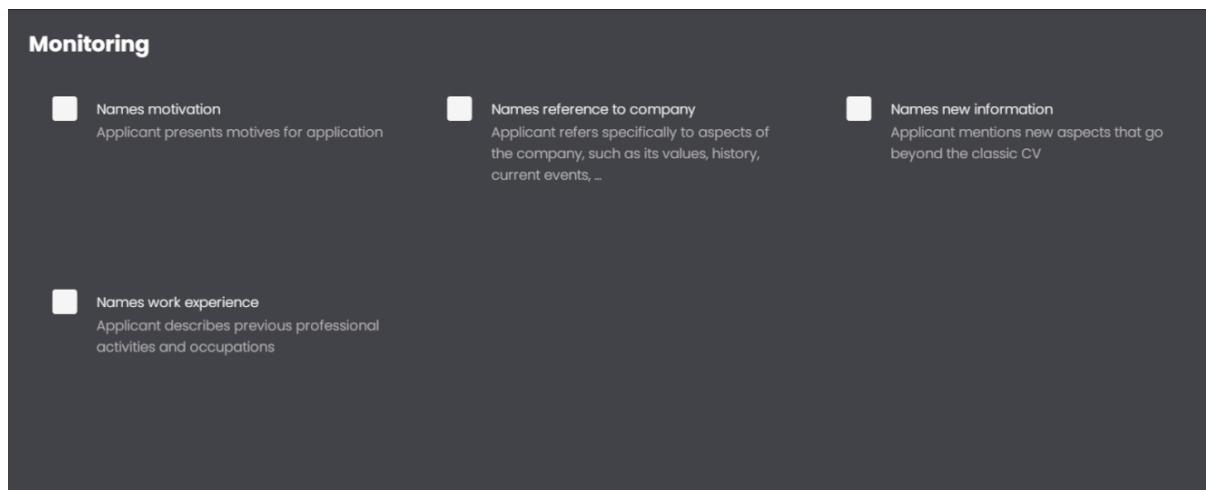 Monitoring
Names motivation
Applicant presents motives for application
Names reference to company
Applicant refers specifically to aspects of
the company, such as its values, history,
current events, ...
Names new information
Applicant mentions new aspects that go
beyond the classic CV
Names work experience
Applicant describes previous professional
activities and occupations